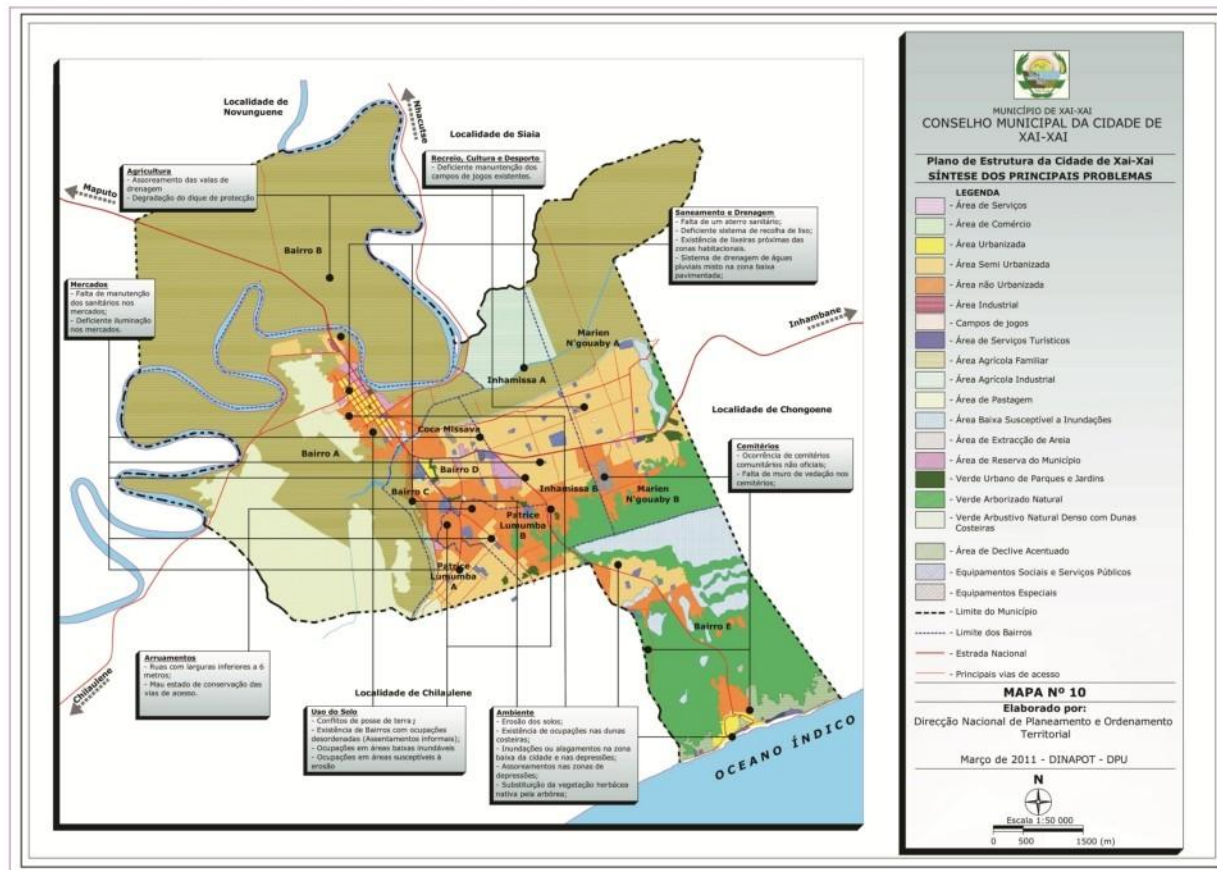 Localidade de
Novunguene
Nhacutse
Localidade de Siaia
Maputo
Agricultura
- Assoreamento das valas de
drenagem
- Degradação do dique de protecção
Recreio, Cultura e Desporto
- Deficiente manuntenção dos
campos de jogos existentes.
Saneamento e Drenagem
- Falta de um aterro sanitário;
- Deficiente sistema de recolha de lixo;
- Existência de lixeiras próximas das
zonas habitacionais.
- Sistema de drenagem de águas
pluviais misto na zona baixa
pavimentada;
Bairro B
Mercados
- Falta de manutenção
dos sanitários nos
mercados;
- Deficiente iluminação
nos mercados.
Inhambane
Marien
N'gouaby A
Inhamissa A
Localidade de Chongoene
Coca Missava
Bairro A
Bairro D
Bairro C
Inhamissa B
Marien
N'gouaby B
Cemitérios
- Ocorrência de cemitérios
comunitários não oficiais;
- Falta de muro de vedação nos
cemitérios;
Patrice
Lumumba
B
Patrice
Lumumba
A
Bairro E
Arruamentos
- Ruas com larguras inferiores a 6
metros;
- Mau estado de conservação das
vias de acesso.
Chilaulene
Localidade de Chilaulene
Uso do Solo
- Conflitos de posse de terra;
- Existência de Bairros com ocupações
desordenadas (Assentamentos informais);
- Ocupações em áreas baixas inundáveis
- Ocupações em áreas susceptíveis à
erosão
Ambiente
- Erosão dos solos;
- Existência de ocupações nas dunas
costeiras;
- Inundações ou alagamentos na zona
baixa da cidade e nas depressões;
- Assoreamentos nas zonas de
depressões;
- Substituição da vegetação herbácea
nativa pela arbórea;
OCEANO ÍNDICO
MUNICÍPIO DE XAI-XAI
CONSELHO MUNICIPAL DA CIDADE DE
XAI-XAI
Plano de Estrutura da Cidade de Xai-Xai
SÍNTESE DOS PRINCIPAIS PROBLEMAS
LEGENDA
- Área de Serviços
- Área de Comércio
- Área Urbanizada
- Área Semi Urbanizada
- Área não Urbanizada
- Área Industrial
- Campos de jogos
- Área de Serviços Turísticos
- Área Agrícola Familiar
- Área Agrícola Industrial
- Área de Pastagem
- Área Baixa Susceptível a Inundações
- Área de Extracção de Areia
- Área de Reserva do Município
- Verde Urbano de Parques e Jardins
- Verde Arborizado Natural
- Verde Arbustivo Natural Denso com Dunas
Costeiras
- Área de Declive Acentuado
- Equipamentos Sociais e Serviços Públicos
- Equipamentos Especiais
- Limite do Município
- Limite dos Bairros
- Estrada Nacional
- Principais vias de acesso
MAPA Nº 10
Elaborado por:
Direcção Nacional de Planeamento e Ordenamento
Territorial
Março de 2011 - DINAPOT - DPU
N
Escala 1:50 000
0 500 1500 (m)